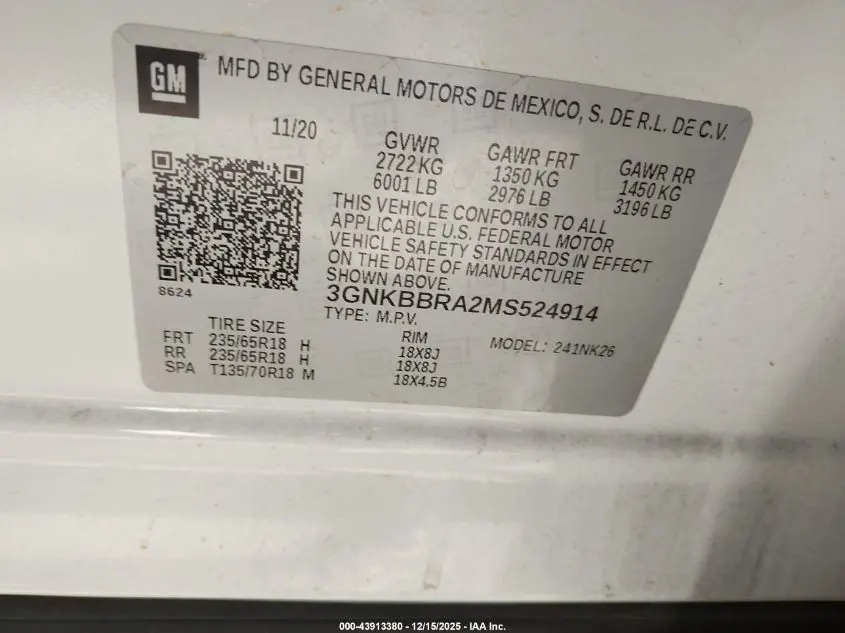 GM
MFD BY GENERAL MOTORS DE MEXICO, S. DE R.L. DE C.V.
11/20
GVWR
2722 KG
6001 LB
GAWR FRT
1350 KG
2976 LB
GAWR RR
1450 KG
3196 LB
THIS VEHICLE CONFORMS TO ALL
APPLICABLE U.S. FEDERAL MOTOR
VEHICLE SAFETY STANDARDS IN EFFECT
ON THE DATE OF MANUFACTURE
SHOWN ABOVE.
8624
3GNKBBRA2MS524914
TYPE: M.P.V.
TIRE SIZE
RIM
MODEL: 241NK26
FRT 235/65R18 H 18X8J
RR 235/65R18 H 18X8J
SPA T135/70R18 M 18X4.5B
000-43913380 - 12/15/2025 - IAA Inc.